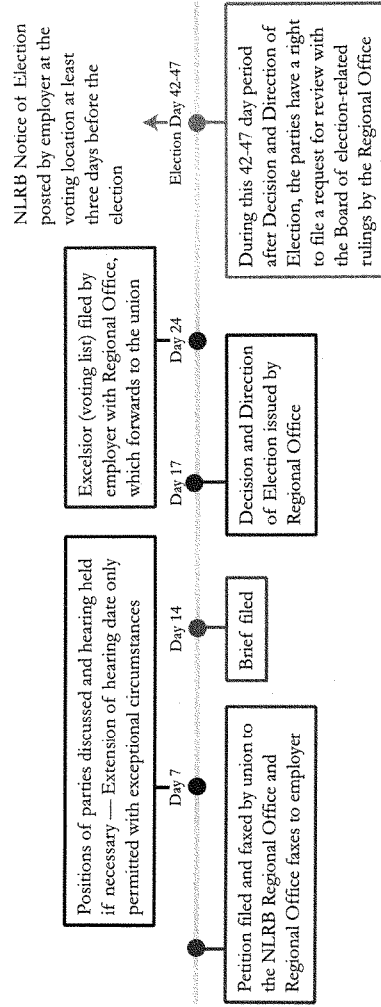 Petition filed and faxed by union to
the NLRB Regional Office and
Regional Office faxes to employer
Positions of parties discussed and hearing held
if necessary — Extension of hearing date only
permitted with exceptional circumstances
Day 7
Day 14
Brief filed
Day 17
Decision and Direction
of Election issued by
Regional Office
Excelsior (voting list) filed by
employer with Regional Office,
which forwards to the union
Day 24
NLRB Notice of Election
posted by employer at the
voting location at least
three days before the
election
Election Day 42-47
During this 42-47 day period
after Decision and Direction of
Election, the parties have a right
to file a request for review with
the Board of election-related
rulings by the Regional Office